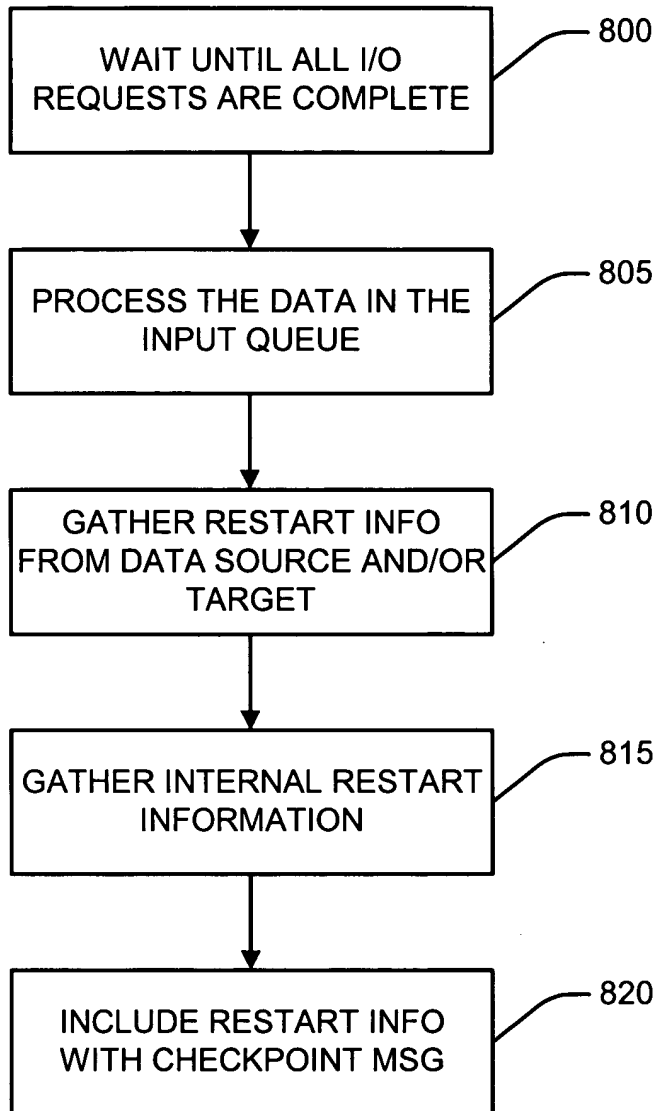 WAIT UNTIL ALL I/O
REQUESTS ARE COMPLETE
800
PROCESS THE DATA IN THE
INPUT QUEUE
805
GATHER RESTART INFO
FROM DATA SOURCE AND/OR
TARGET
810
GATHER INTERNAL RESTART
INFORMATION
815
INCLUDE RESTART INFO
WITH CHECKPOINT MSG
820